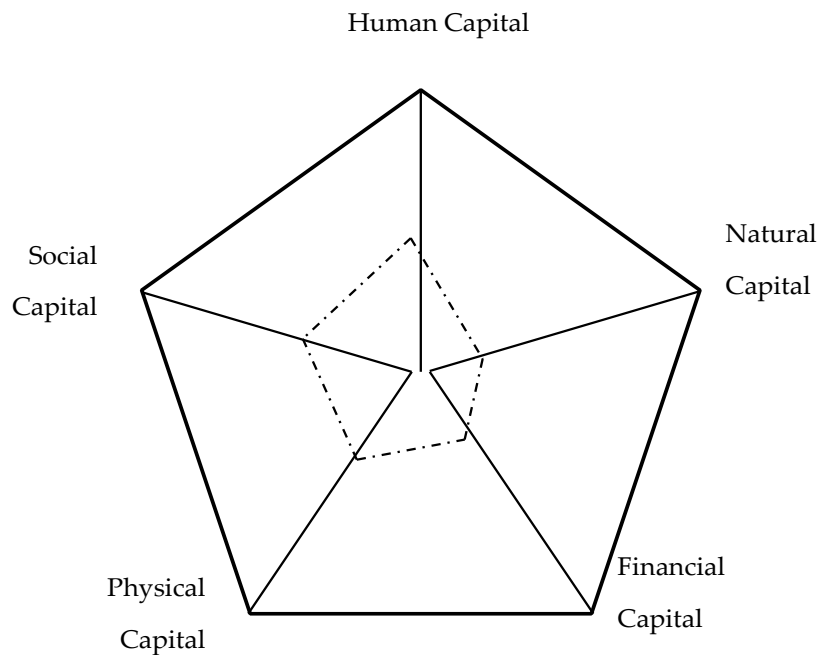 Human Capital
Natural
Capital
Social
Capital
Financial
Capital
Physical
Capital